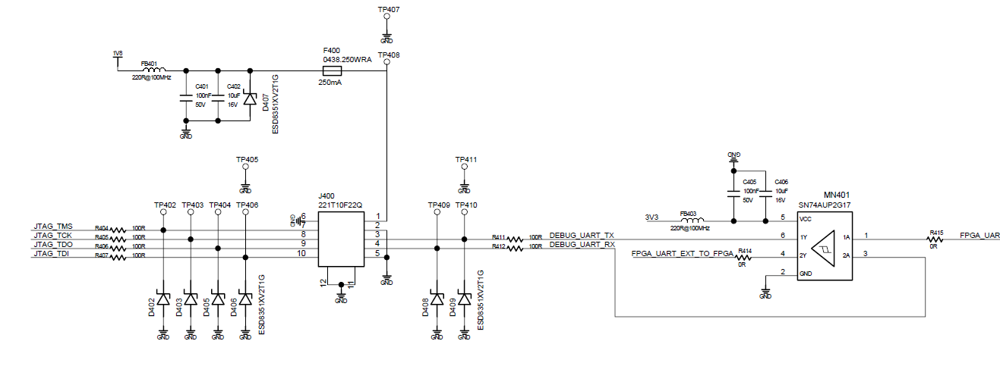 TP407
GND
1V8
FB401
220R@100MHz
F400
0438.250WRA
250mA
TP408
C401
100nF
50V
C402
10uF
16V
D407
ESD8351XV2T1G
GND
TP405
GND
TP411
GND
TP402
TP403
TP404
TP406
J400
221T10F22Q
TP409
TP410
JTAG_TMS
R404
100R
JTAG_TCK
R405
100R
JTAG_TDO
R406
100R
JTAG_TDI
R407
100R
GND
6
7
8
9
10
1
2
3
4
5
12
11
GND
GND
R411
100R
DEBUG_UART_TX
R412
100R
DEBUG_UART_RX
D402
D403
D405
D406
ESD8351XV2T1G
GND
GND
GND
GND
D408
D409
ESD8351XV2T1G
GND
GND
GND
C405
100nF
50V
C406
10uF
16V
MN401
SN74AUP2G17
3V3
FB403
220R@100MHz
5
VCC
6
1Y
1A
1
R415
0R
FPGA_UAR
FPGA_UART_EXT_TO_FPGA
R414
0R
4
2Y
2A
3
2
GND
GND